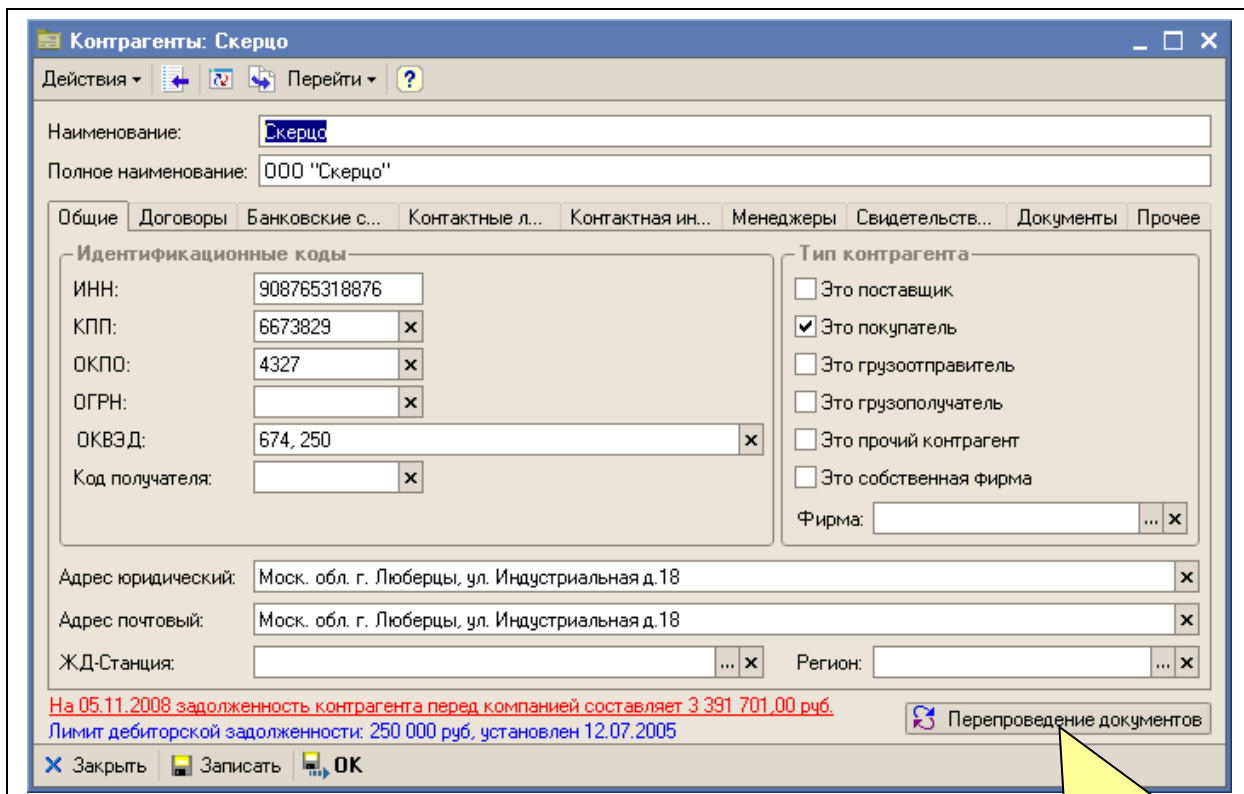 Контрагенты: Скерцо
Действия Перейти ?
Наименование: Скерцо
Полное наименование: ООО "Скерцо"
Общие Договоры Банковские с... Контактные л... Контактная ин... Менеджеры Свидетельств... Документы Прочее
Идентификационные коды Тип контрагента
ИНН: 908765318876 Это поставщик
КПП: 6673829 Это покупатель
ОКПО: 4327 Это грузоотправитель
ОГРН: Это грузополучатель
ОКВЭД: 674, 250 Это прочий контрагент
Код получателя: Это собственная фирма
Фирма: ...
Адрес юридический: Моск. обл. г. Люберцы, ул. Индустриальная д.18
Адрес почтовый: Моск. обл. г. Люберцы, ул. Индустриальная д.18
ЖД-Станция: ... Регион: ...
На 05.11.2008 задолженность контрагента перед компанией составляет 3 391 701,00 руб.
Перепроведение документов
Лимит дебиторской задолженности: 250 000 руб, установлен 12.07.2005
Закрыть Записать OK